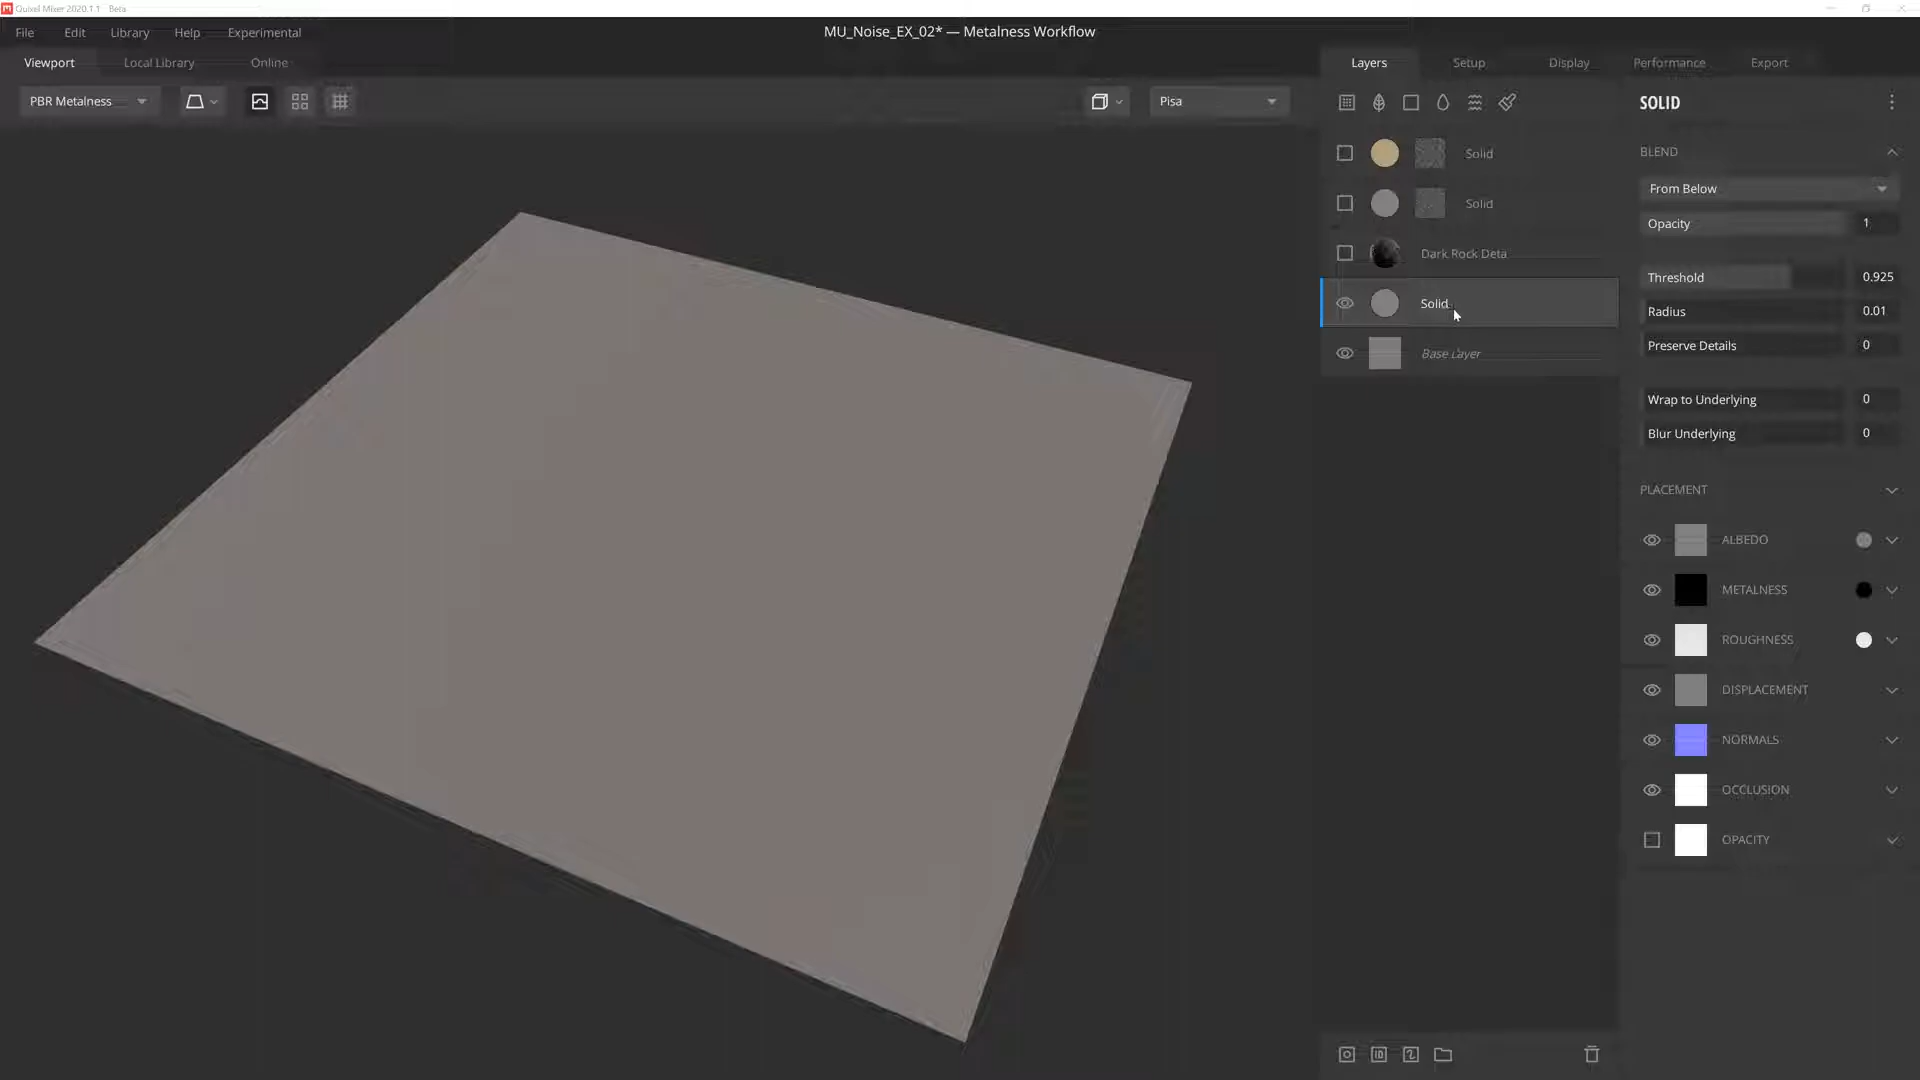 Quixel Mixer 2020.1.1 Beta
File Edit Library Help Experimental
MU_Noise_EX_02* — Metalness Workflow
Viewport Local Library Online
Layers Setup Display Performance Export
PBR Metalness
Pisa
SOLID
BLEND
Solid
From Below
Solid
Opacity 1
Dark Rock Deta
Threshold 0.925
Solid
Radius 0.01
Preserve Details 0
Base Layer
Wrap to Underlying 0
Blur Underlying 0
PLACEMENT
ALBEDO
METALNESS
ROUGHNESS
DISPLACEMENT
NORMALS
OCCLUSION
OPACITY